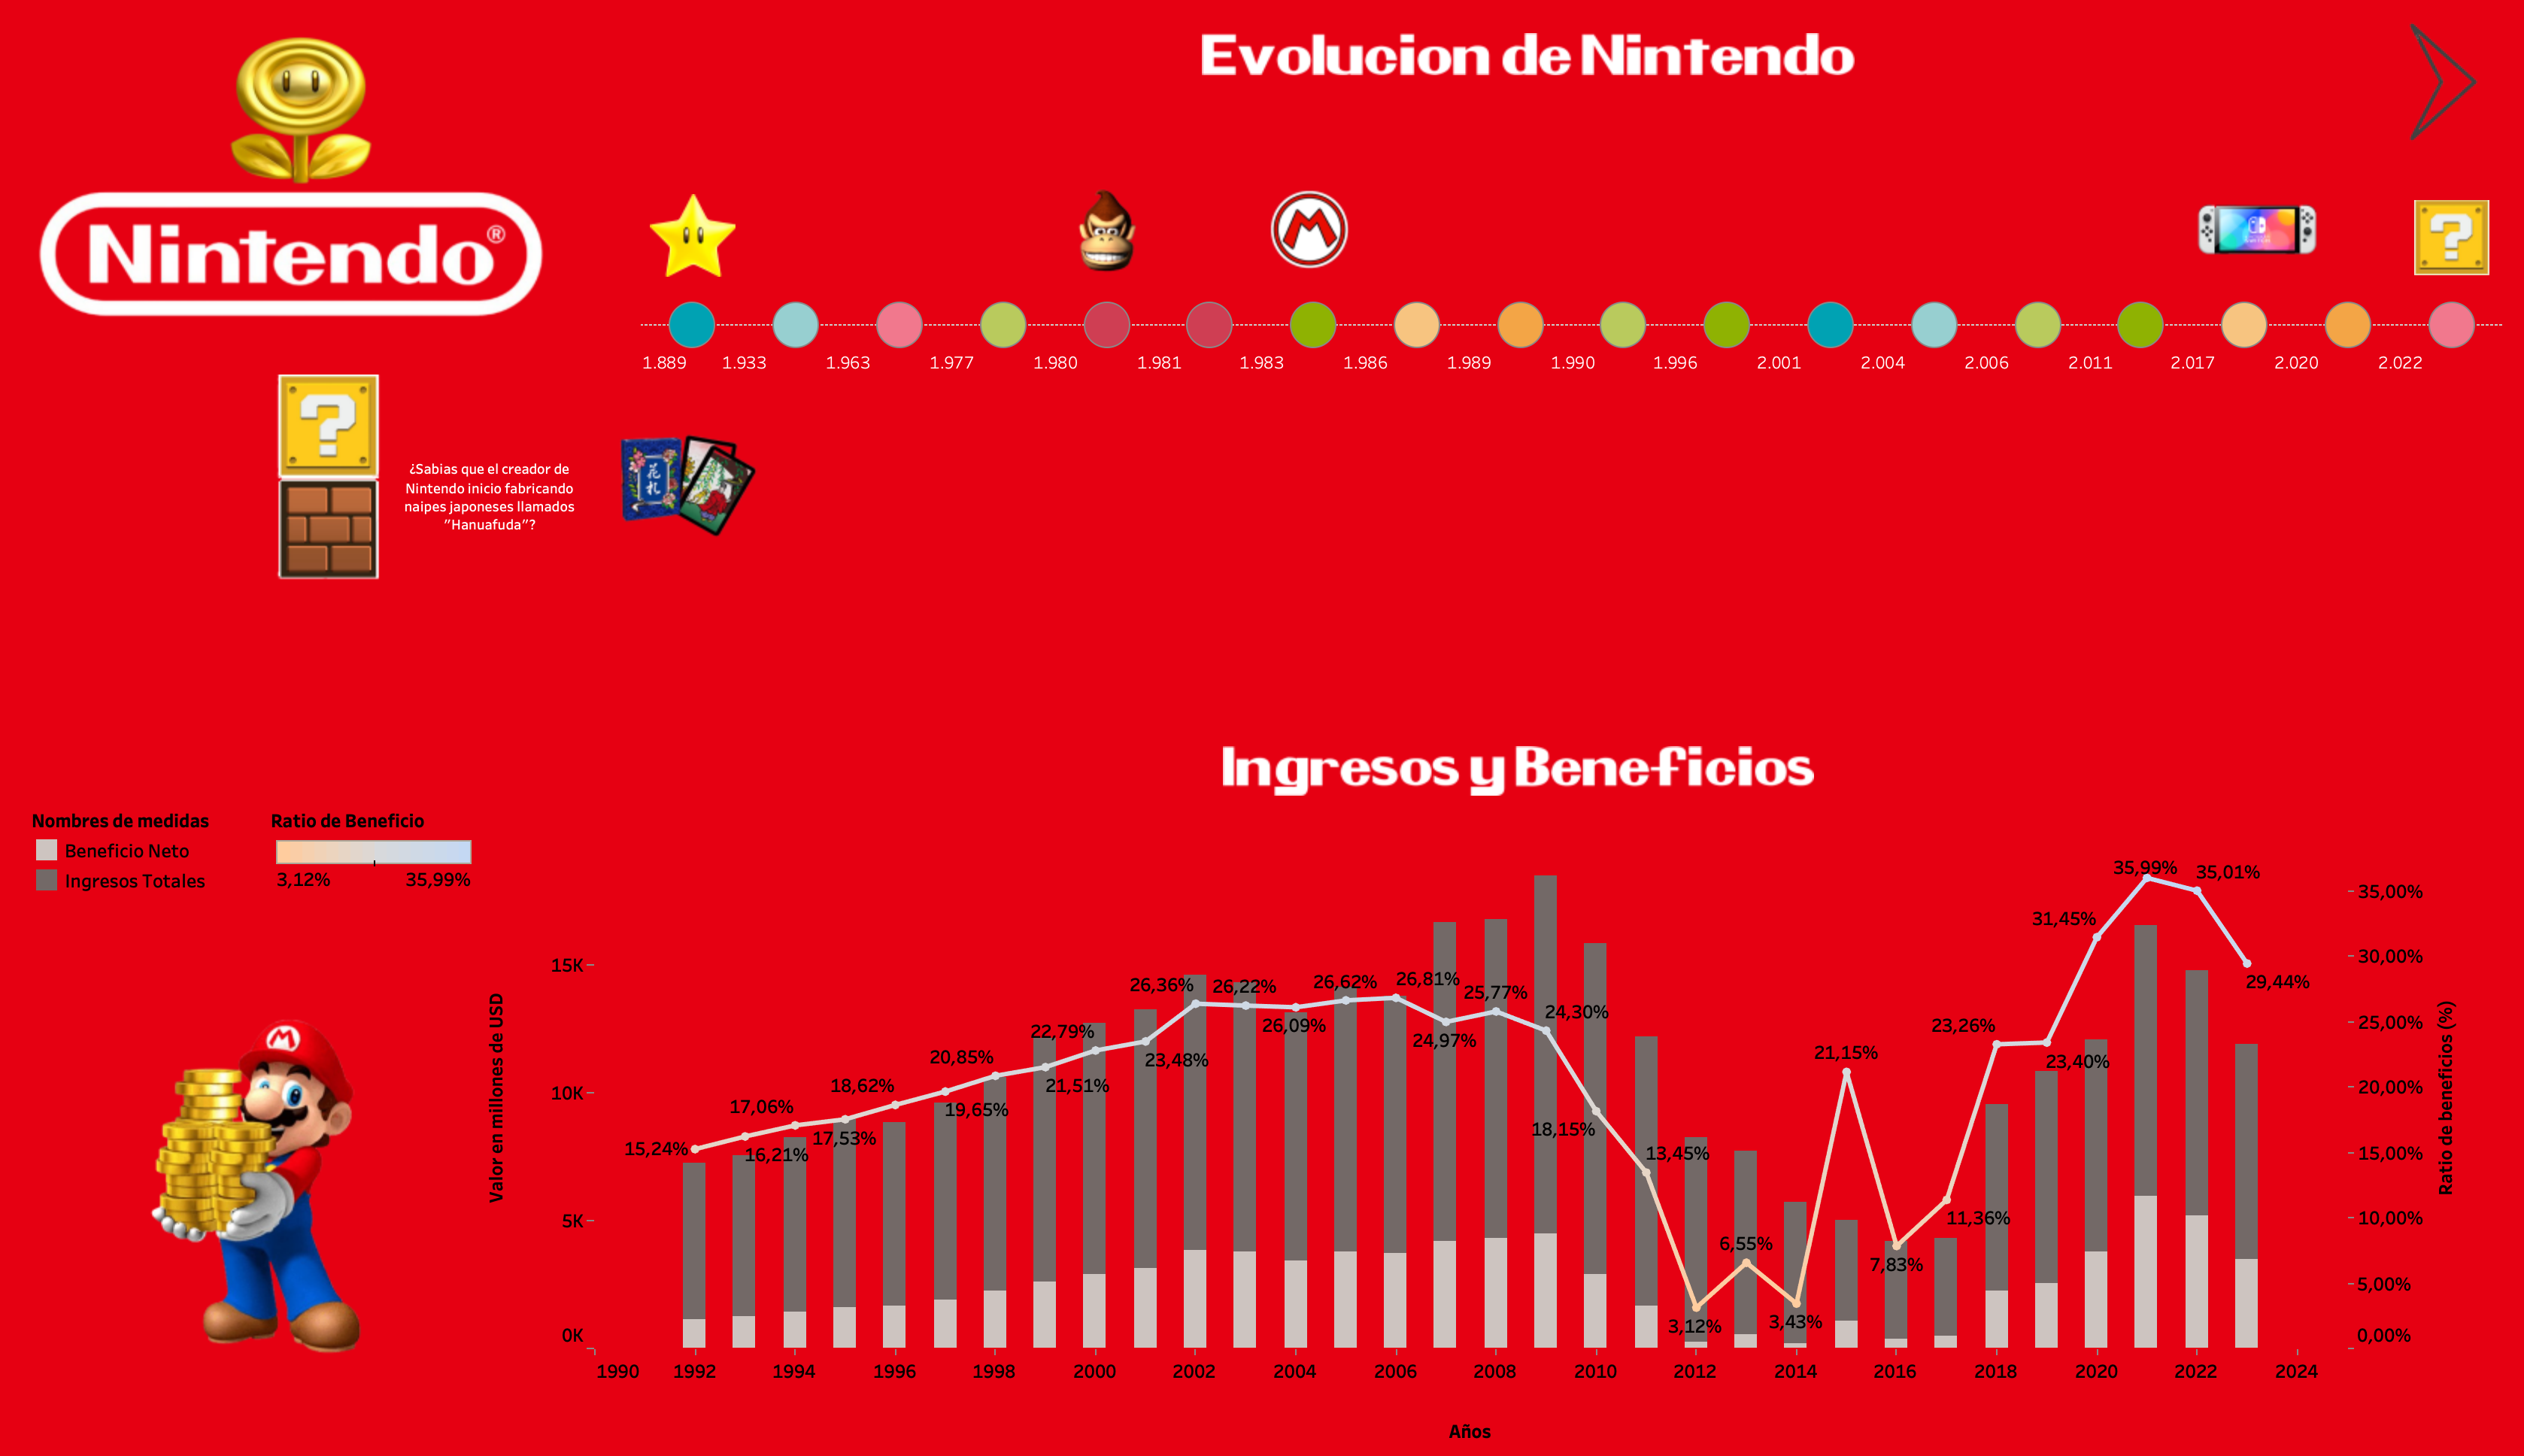 Evolucion de Nintendo
Nintendo®
1.889 1.933 1.963 1.977 1.980 1.981 1.983 1.986 1.989 1.990 1.996 2.001 2.004 2.006 2.011 2.017 2.020 2.022
?
?
¿Sabias que el creador de
Nintendo inicio fabricando
naipes japoneses llamados
"Hanuafuda"?
花
札
Ingresos y Beneficios
Nombres de medidas
Beneficio Neto
Ingresos Totales
Ratio de Beneficio
3,12% 35,99%
Valor en millones de USD
15K
10K
5K
0K
15,24%
16,21%
17,06%
17,53%
18,62%
19,65%
20,85%
21,51%
22,79%
23,48%
26,36%
26,22%
26,09%
26,62%
26,81%
24,97%
25,77%
24,30%
18,15%
13,45%
3,12%
6,55%
3,43%
21,15%
7,83%
11,36%
23,26%
23,40%
31,45%
35,99%
35,01%
29,44%
35,00%
30,00%
25,00%
20,00%
15,00%
10,00%
5,00%
0,00%
Ratio de beneficios (%)
1990 1992 1994 1996 1998 2000 2002 2004 2006 2008 2010 2012 2014 2016 2018 2020 2022 2024
Años